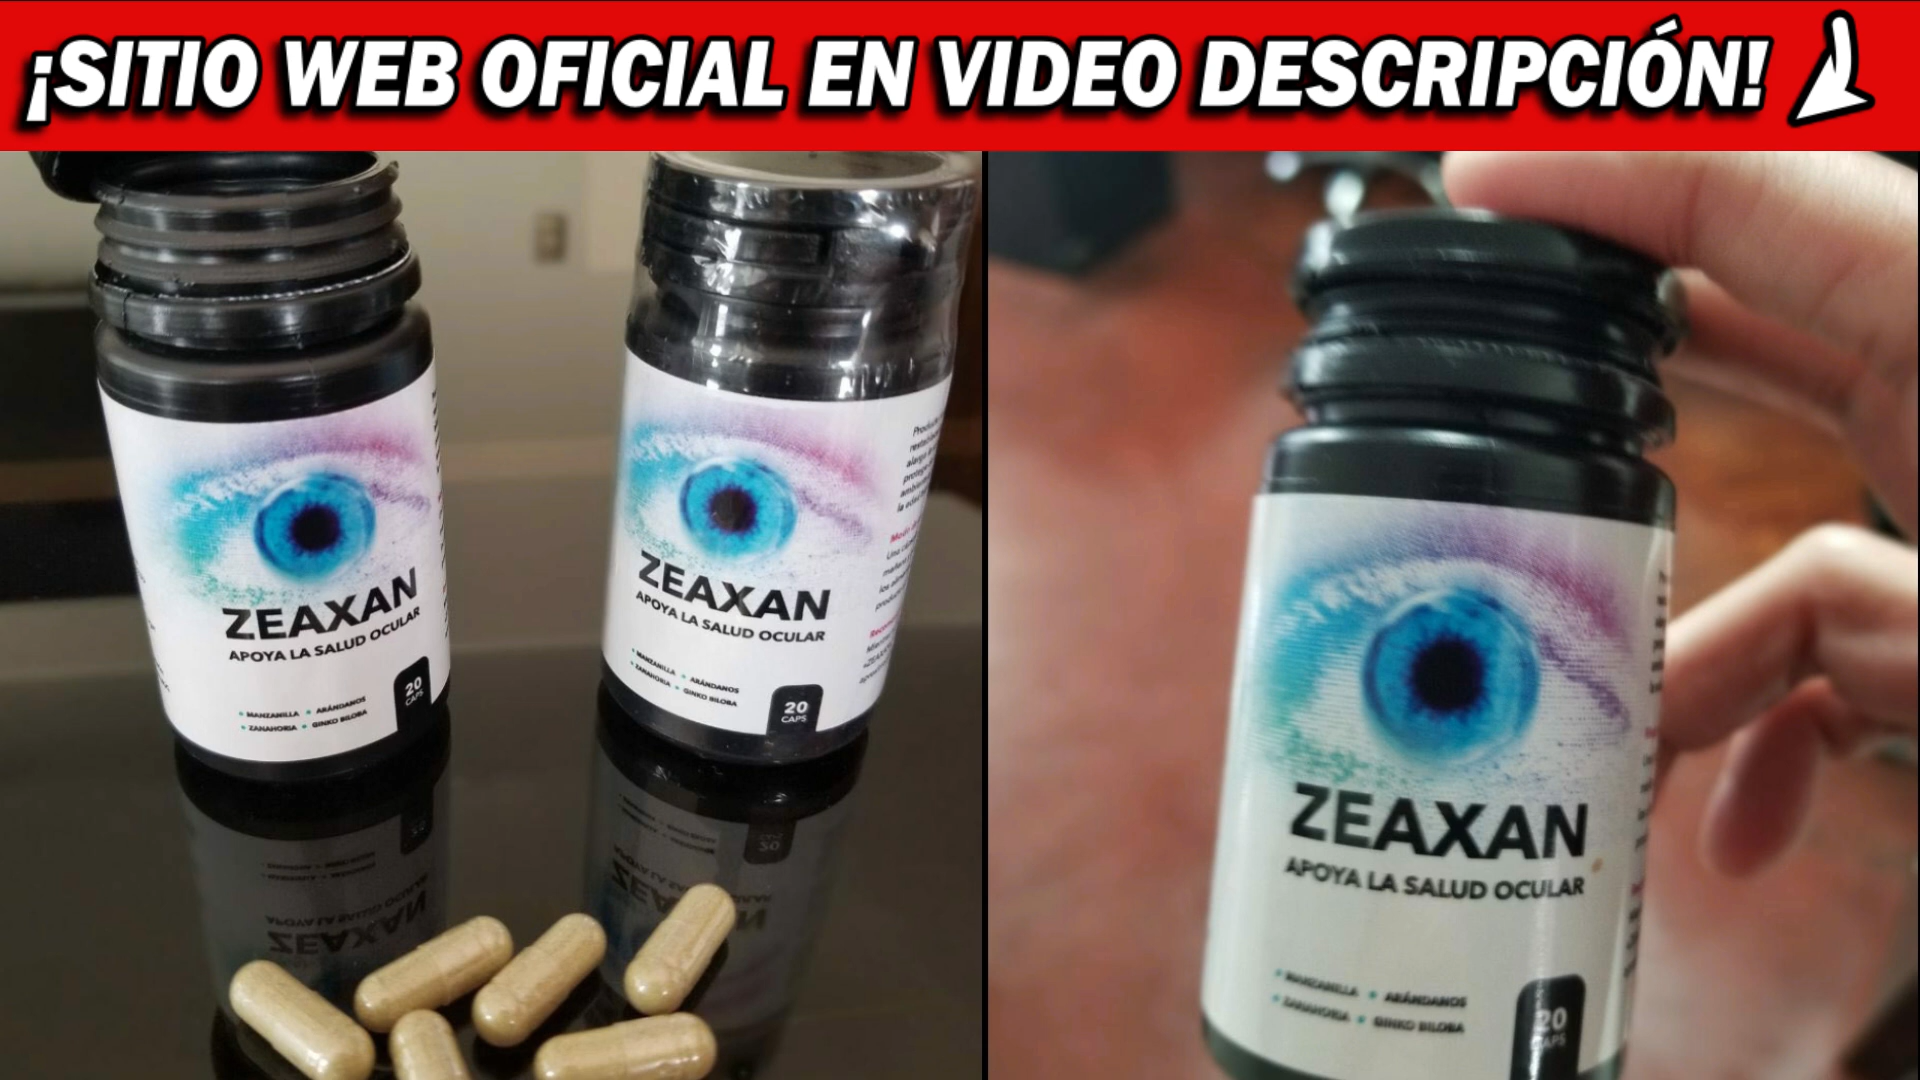 ¡SITIO WEB OFICIAL EN VIDEO DESCRIPCIÓN!
ZEAXAN
APOYA LA SALUD OCULAR
MANZANILLA • ARÁNDANOS
ZANAHORIA • GINKO BILOBA
20
CAPS
ZEAXAN
APOYA LA SALUD OCULAR
MANZANILLA • ARÁNDANOS
ZANAHORIA • GINKO BILOBA
20
CAPS
ZEAXAN
APOYA LA SALUD OCULAR
MANZANILLA • ARÁNDANOS
ZANAHORIA • GINKO BILOBA
20
CAPS